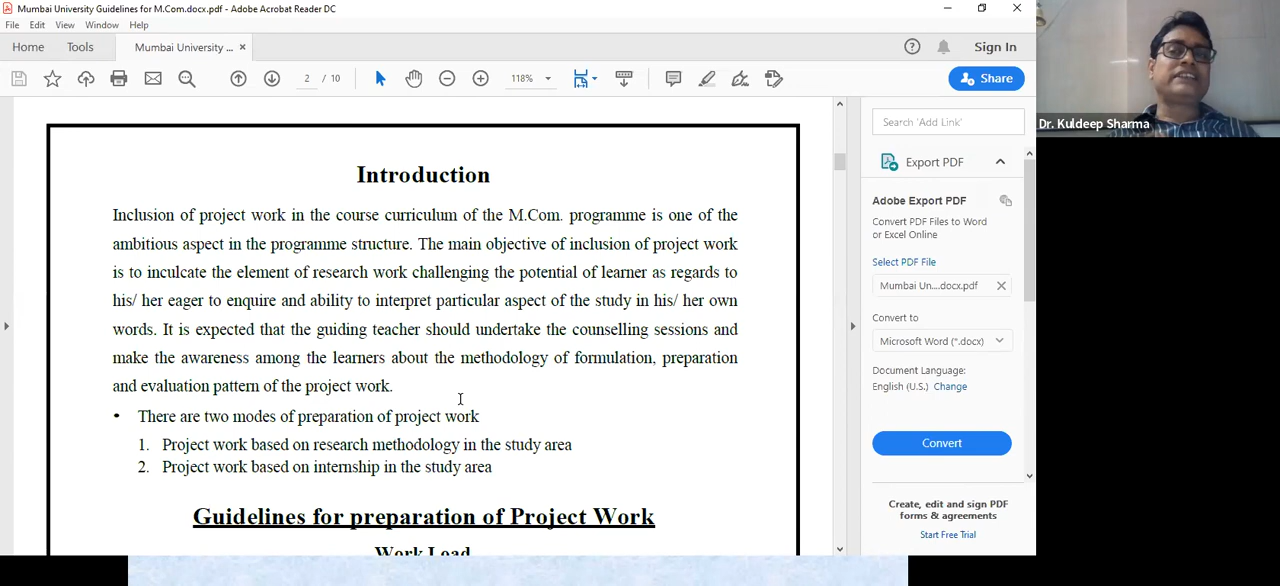 Mumbai University Guidelines for M.Com.docx.pdf - Adobe Acrobat Reader DC
File Edit View Window Help
Home Tools Mumbai University ... ×
Sign In
2 / 10
118%
Share
Introduction
Inclusion of project work in the course curriculum of the M.Com. programme is one of the
ambitious aspect in the programme structure. The main objective of inclusion of project work
is to inculcate the element of research work challenging the potential of learner as regards to
his/ her eager to enquire and ability to interpret particular aspect of the study in his/ her own
words. It is expected that the guiding teacher should undertake the counselling sessions and
make the awareness among the learners about the methodology of formulation, preparation
and evaluation pattern of the project work.
• There are two modes of preparation of project work
1. Project work based on research methodology in the study area
2. Project work based on internship in the study area
Guidelines for preparation of Project Work
Work Load
Search 'Add Link'
Export PDF
Adobe Export PDF
Convert PDF Files to Word
or Excel Online
Select PDF File
Mumbai Un....docx.pdf
Convert to
Microsoft Word (*.docx)
Document Language:
English (U.S.) Change
Convert
Create, edit and sign PDF
forms & agreements
Start Free Trial
Dr. Kuldeep Sharma